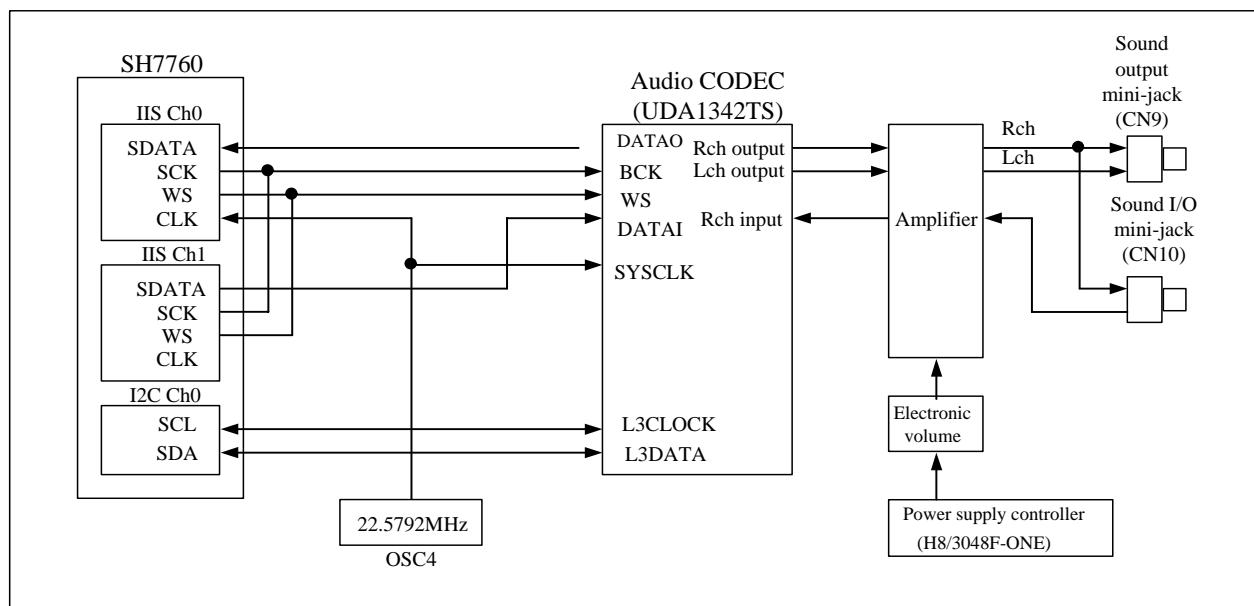 SH7760
IIS Ch0
SDATA
SCK
WS
CLK
IIS Ch1
SDATA
SCK
WS
CLK
I2C Ch0
SCL
SDA
22.5792MHz
OSC4
Audio CODEC
(UDA1342TS)
DATAO
BCK
WS
DATAI
SYSCLK
L3CLOCK
L3DATA
Rch output
Lch output
Rch input
Amplifier
Electronic
volume
Power supply controller
(H8/3048F-ONE)
Rch
Lch
Sound
output
mini-jack
(CN9)
Sound I/O
mini-jack
(CN10)